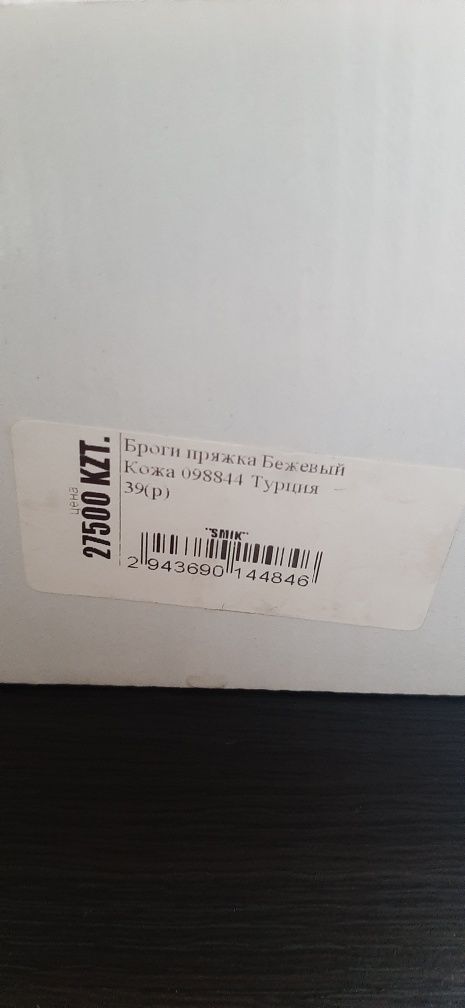 цена
27500 KZT.
Броги пряжка Бежевый
Кожа 098844 Турция
39(р)
"SMIK"
2 943690 144846